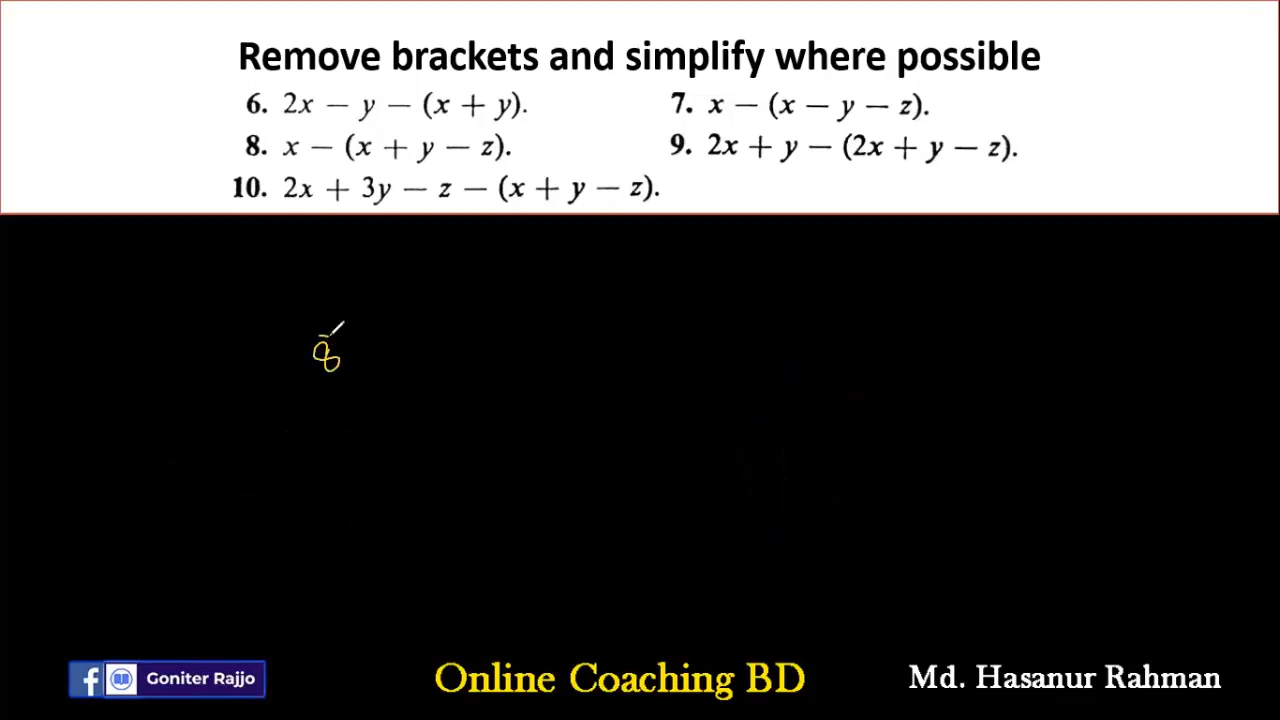 Remove brackets and simplify where possible
6. 2x − y − (x + y). 7. x − (x − y − z).
8. x − (x + y − z). 9. 2x + y − (2x + y − z).
10. 2x + 3y − z − (x + y − z).
8
Goniter Rajjo Online Coaching BD Md. Hasanur Rahman